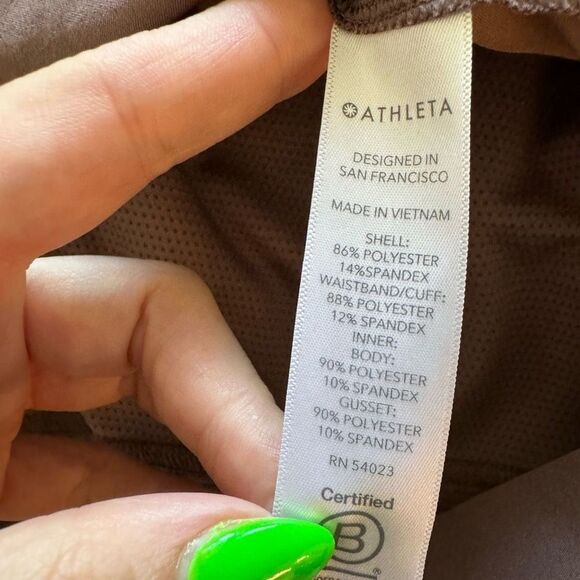 ATHLETA
DESIGNED IN
SAN FRANCISCO
MADE IN VIETNAM
SHELL:
86% POLYESTER
14%SPANDEX
WAISTBAND/CUFF:
88% POLYESTER
12% SPANDEX
INNER:
BODY:
90% POLYESTER
10% SPANDEX
GUSSET:
90% POLYESTER
10% SPANDEX
RN 54023
Certified
B
®